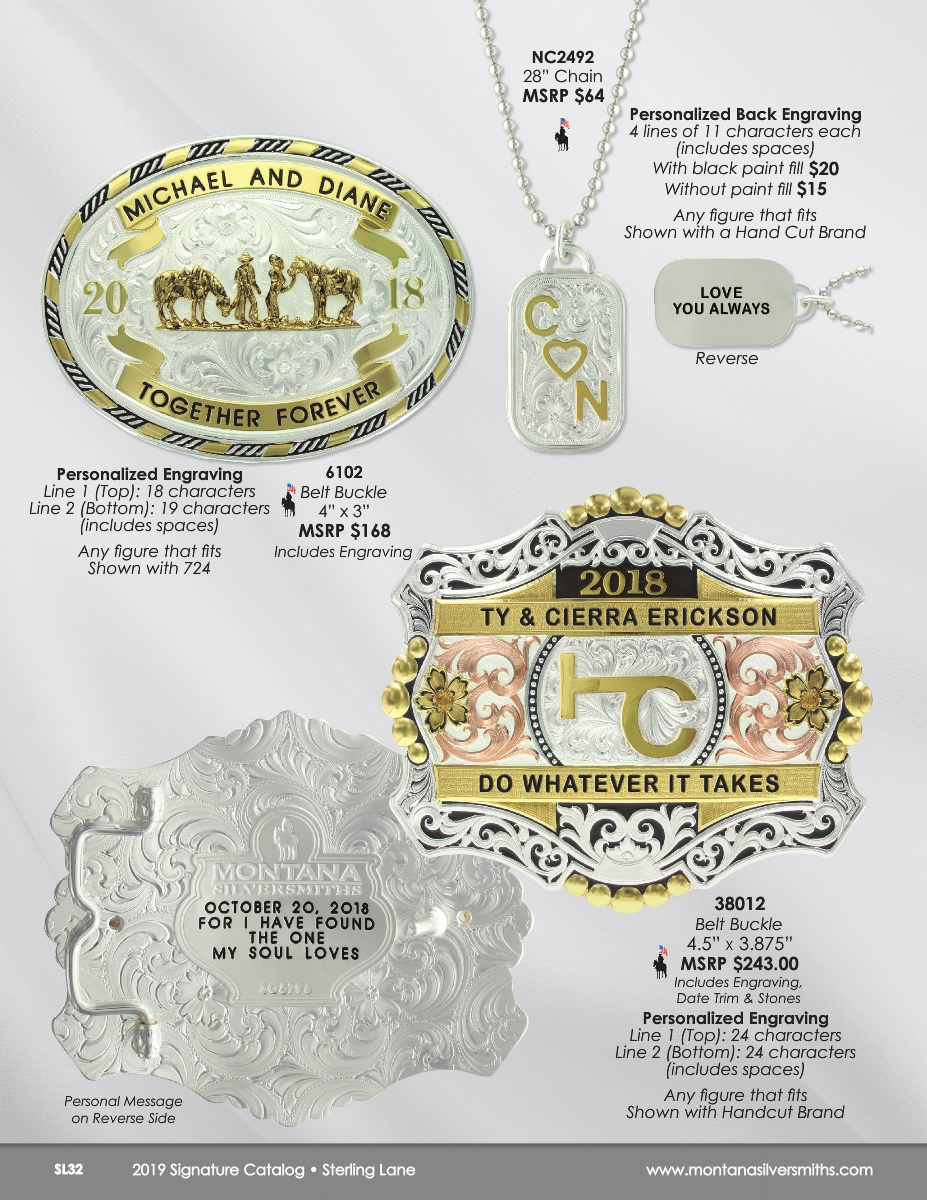 NC2492
28” Chain
MSRP $64
Personalized Back Engraving
4 lines of 11 characters each
(includes spaces)
With black paint fill $20
Without paint fill $15
Any figure that fits
Shown with a Hand Cut Brand
MICHAEL AND DIANE
20 18
TOGETHER FOREVER
C
N
LOVE
YOU ALWAYS
Reverse
Personalized Engraving
Line 1 (Top): 18 characters
Line 2 (Bottom): 19 characters
(includes spaces)
Any figure that fits
Shown with 724
6102
Belt Buckle
4” x 3”
MSRP $168
Includes Engraving
2018
TY & CIERRA ERICKSON
TC
DO WHATEVER IT TAKES
MONTANA
SILVERSMITHS
OCTOBER 20, 2018
FOR I HAVE FOUND
THE ONE
MY SOUL LOVES
38012
Belt Buckle
4.5” x 3.875”
MSRP $243.00
Includes Engraving,
Date Trim & Stones
Personalized Engraving
Line 1 (Top): 24 characters
Line 2 (Bottom): 24 characters
(includes spaces)
Any figure that fits
Shown with Handcut Brand
Personal Message
on Reverse Side
SL32
2019 Signature Catalog • Sterling Lane
www.montanasilversmiths.com